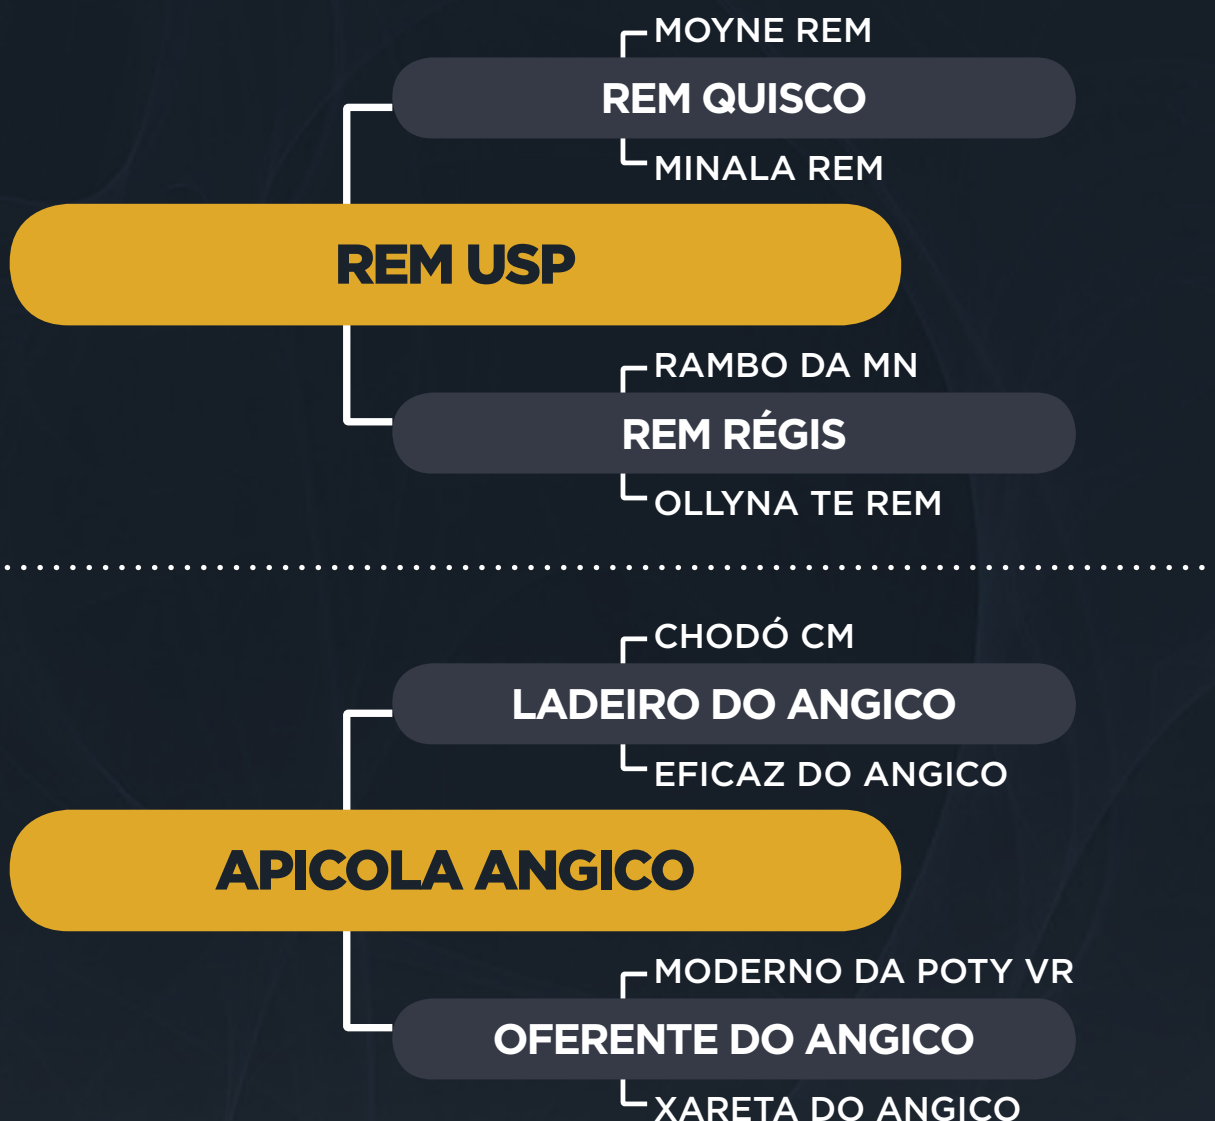 MOYNE REM
REM QUISCO
MINALA REM
REM USP
RAMBO DA MN
REM RÉGIS
OLLYNA TE REM
CHODÓ CM
LADEIRO DO ANGICO
EFICAZ DO ANGICO
APICOLA ANGICO
MODERNO DA POTY VR
OFERENTE DO ANGICO
XARETA DO ANGICO